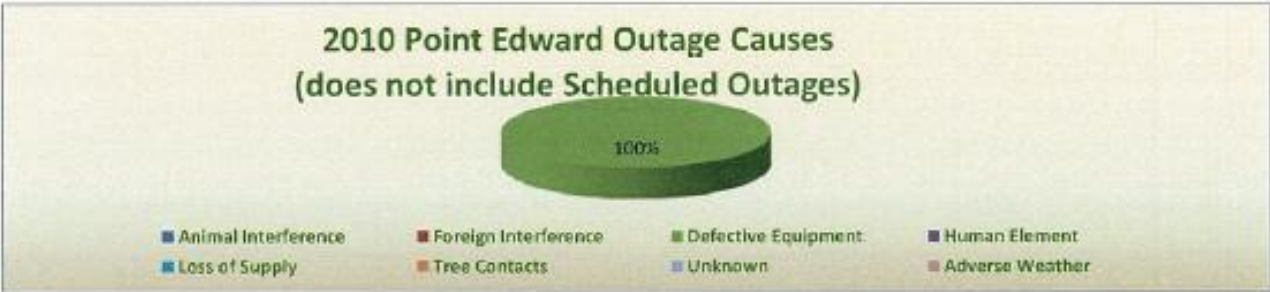 2010 Point Edward Outage Causes
(does not include Scheduled Outages)
100%
Animal Interference Foreign Interference Defective Equipment Human Element
Loss of Supply Tree Contacts Unknown Adverse Weather